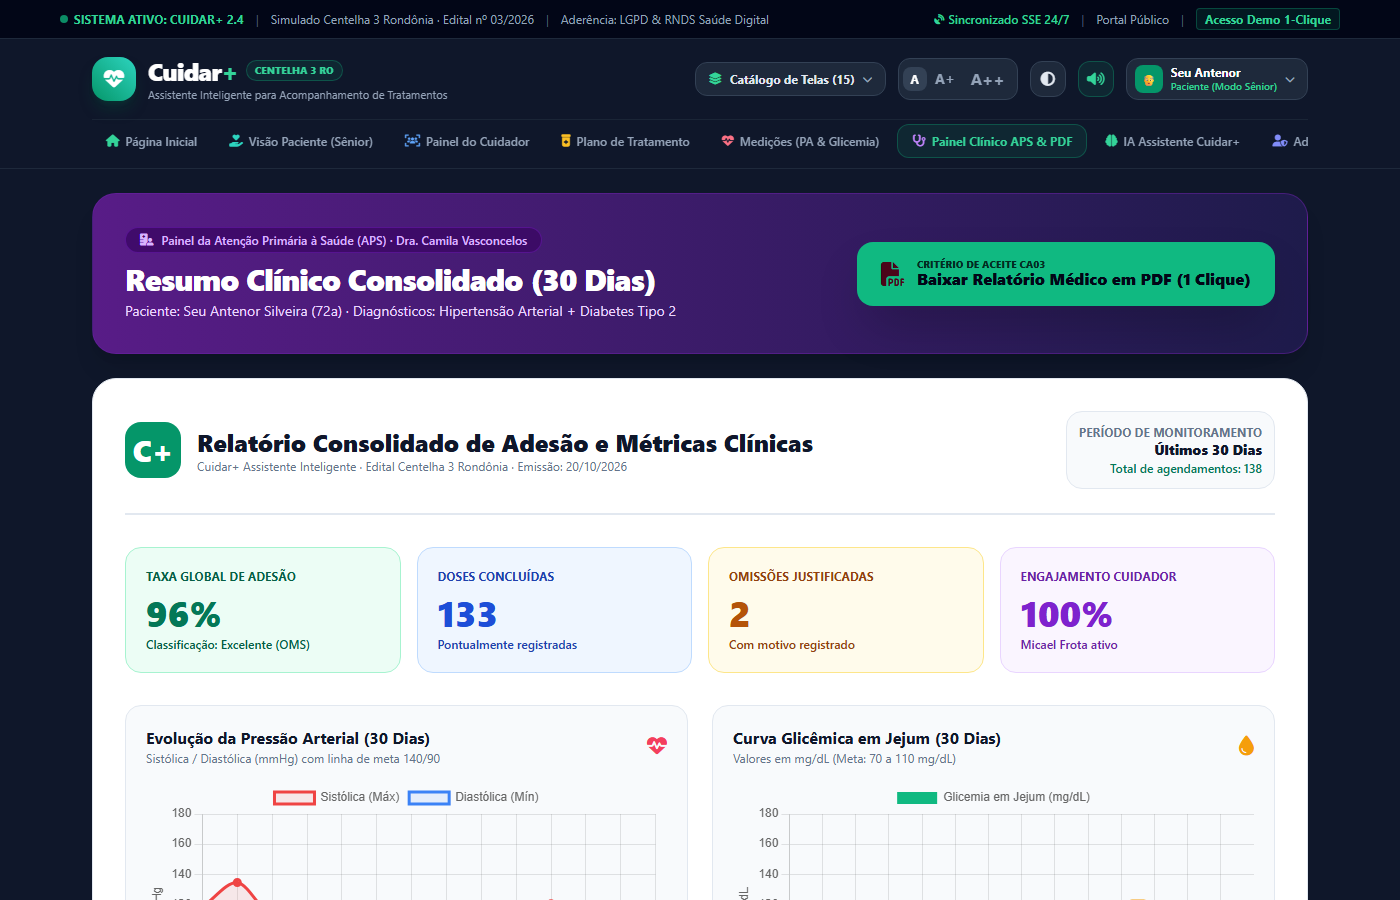 SISTEMA ATIVO: CUIDAR+ 2.4 | Simulado Centelha 3 Rondônia · Edital nº 03/2026 | Aderência: LGPD & RNDS Saúde Digital
Sincronizado SSE 24/7 | Portal Público | Acesso Demo 1-Clique
Cuidar+ CENTELHA 3 RO
Assistente Inteligente para Acompanhamento de Tratamentos
Catálogo de Telas (15)
A A+ A++
Seu Antenor
Paciente (Modo Sênior)
Página Inicial
Visão Paciente (Sênior)
Painel do Cuidador
Plano de Tratamento
Medições (PA & Glicemia)
Painel Clínico APS & PDF
IA Assistente Cuidar+
Ad
Painel da Atenção Primária à Saúde (APS) · Dra. Camila Vasconcelos
Resumo Clínico Consolidado (30 Dias)
Paciente: Seu Antenor Silveira (72a) · Diagnósticos: Hipertensão Arterial + Diabetes Tipo 2
PDF
CRITÉRIO DE ACEITE CA03
Baixar Relatório Médico em PDF (1 Clique)
C+
Relatório Consolidado de Adesão e Métricas Clínicas
Cuidar+ Assistente Inteligente · Edital Centelha 3 Rondônia · Emissão: 20/10/2026
PERÍODO DE MONITORAMENTO
Últimos 30 Dias
Total de agendamentos: 138
TAXA GLOBAL DE ADESÃO
96%
Classificação: Excelente (OMS)
DOSES CONCLUÍDAS
133
Pontualmente registradas
OMISSÕES JUSTIFICADAS
2
Com motivo registrado
ENGAJAMENTO CUIDADOR
100%
Micael Frota ativo
Evolução da Pressão Arterial (30 Dias)
Sistólica / Diastólica (mmHg) com linha de meta 140/90
Sistólica (Máx) Diastólica (Mín)
180
160
140
Curva Glicêmica em Jejum (30 Dias)
Valores em mg/dL (Meta: 70 a 110 mg/dL)
Glicemia em Jejum (mg/dL)
180
160
140